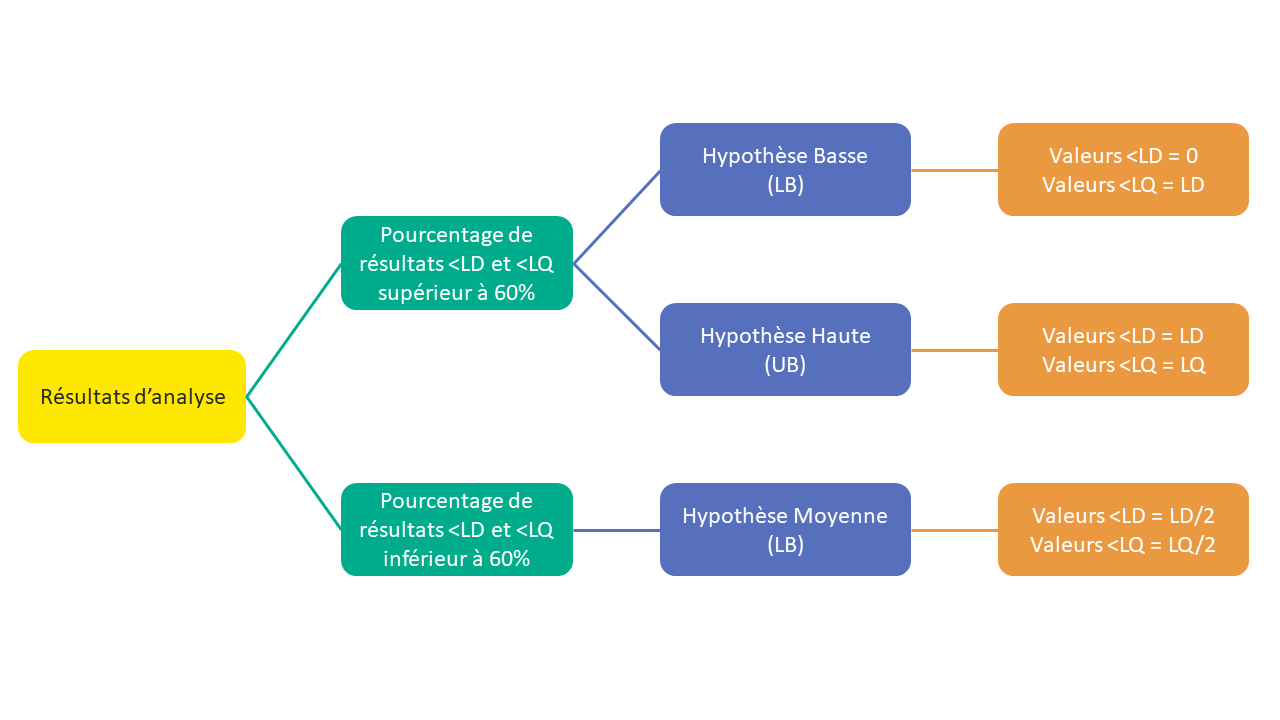 Résultats d’analyse
Pourcentage de
résultats <LD et <LQ
supérieur à 60%
Hypothèse Basse
(LB)
Valeurs <LD = 0
Valeurs <LQ = LD
Hypothèse Haute
(UB)
Valeurs <LD = LD
Valeurs <LQ = LQ
Pourcentage de
résultats <LD et <LQ
inférieur à 60%
Hypothèse Moyenne
(LB)
Valeurs <LD = LD/2
Valeurs <LQ = LQ/2